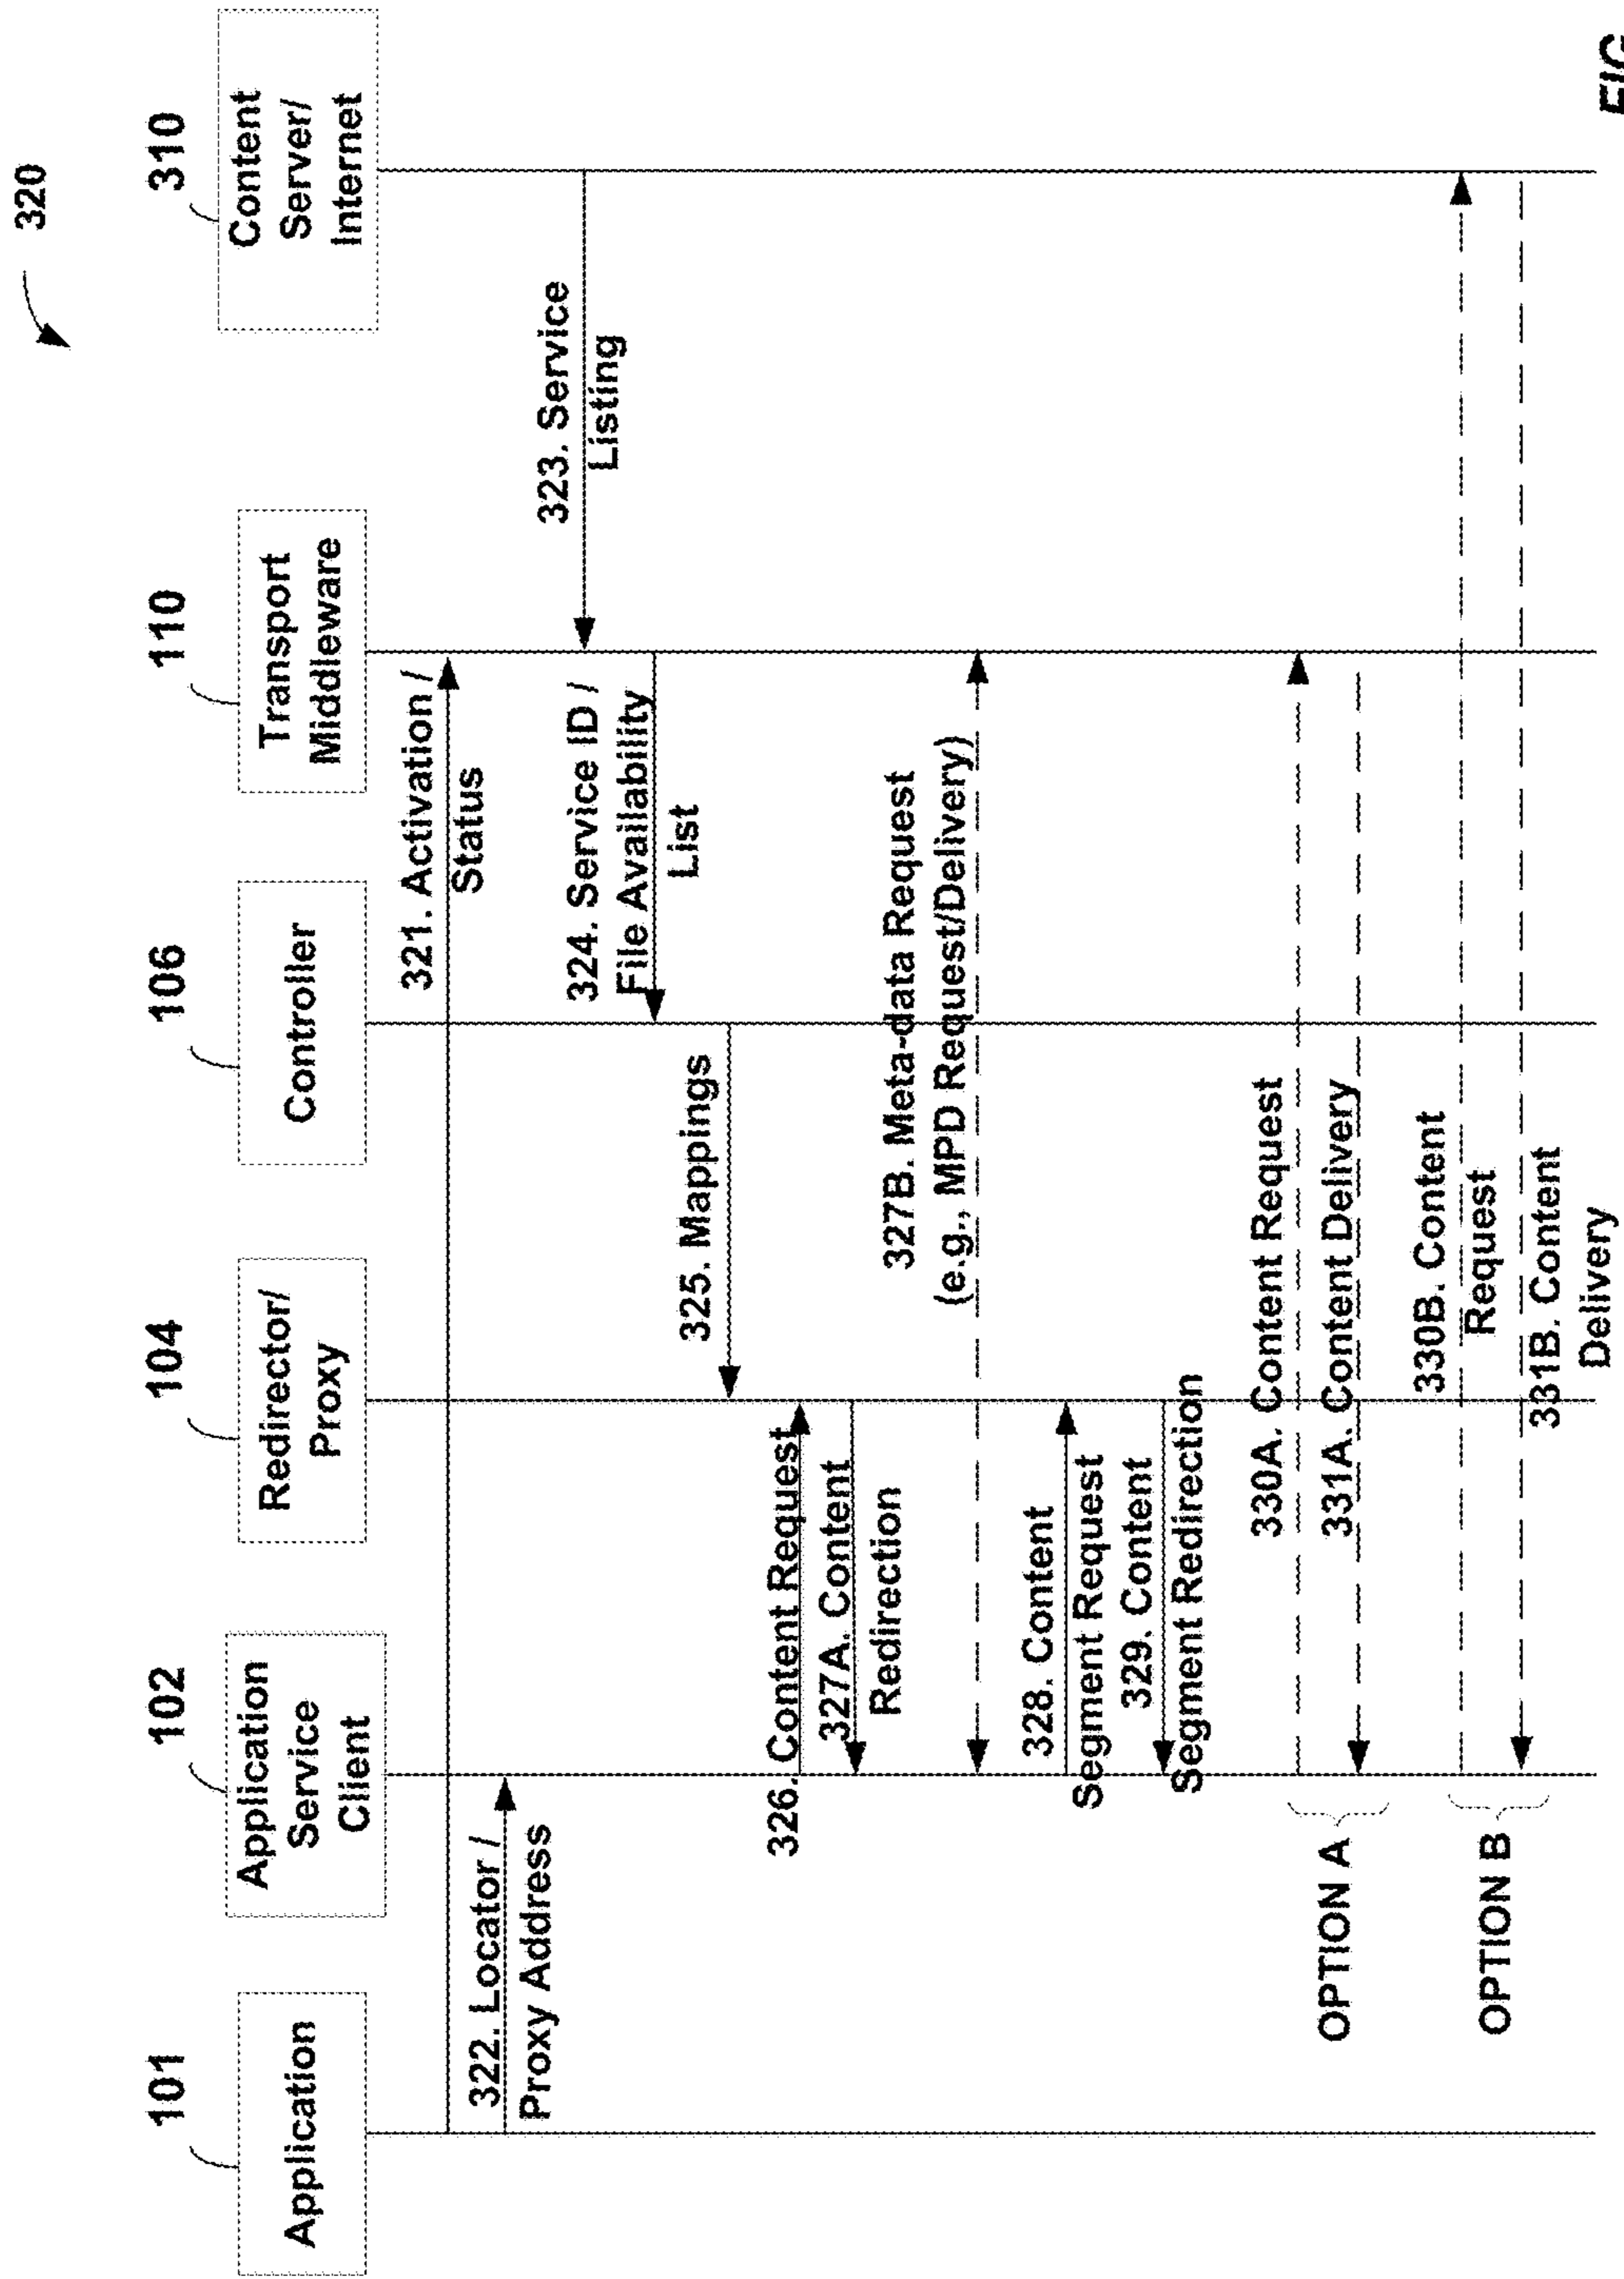 320
101
102
104
106
110
310
Application
Application
Service
Client
Redirector/
Proxy
Controller
Transport
Middleware
Content
Server/
Internet
321. Activation /
Status
322. Locator /
Proxy Address
323. Service
Listing
324. Service ID /
File Availability
List
325. Mappings
326. Content Request
327A. Content
Redirection
327B. Meta-data Request
(e.g., MPD Request/Delivery)
328. Content
Segment Request
329. Content
Segment Redirection
OPTION A
330A. Content Request
331A. Content Delivery
OPTION B
330B. Content
Request
331B. Content
Delivery
FIG